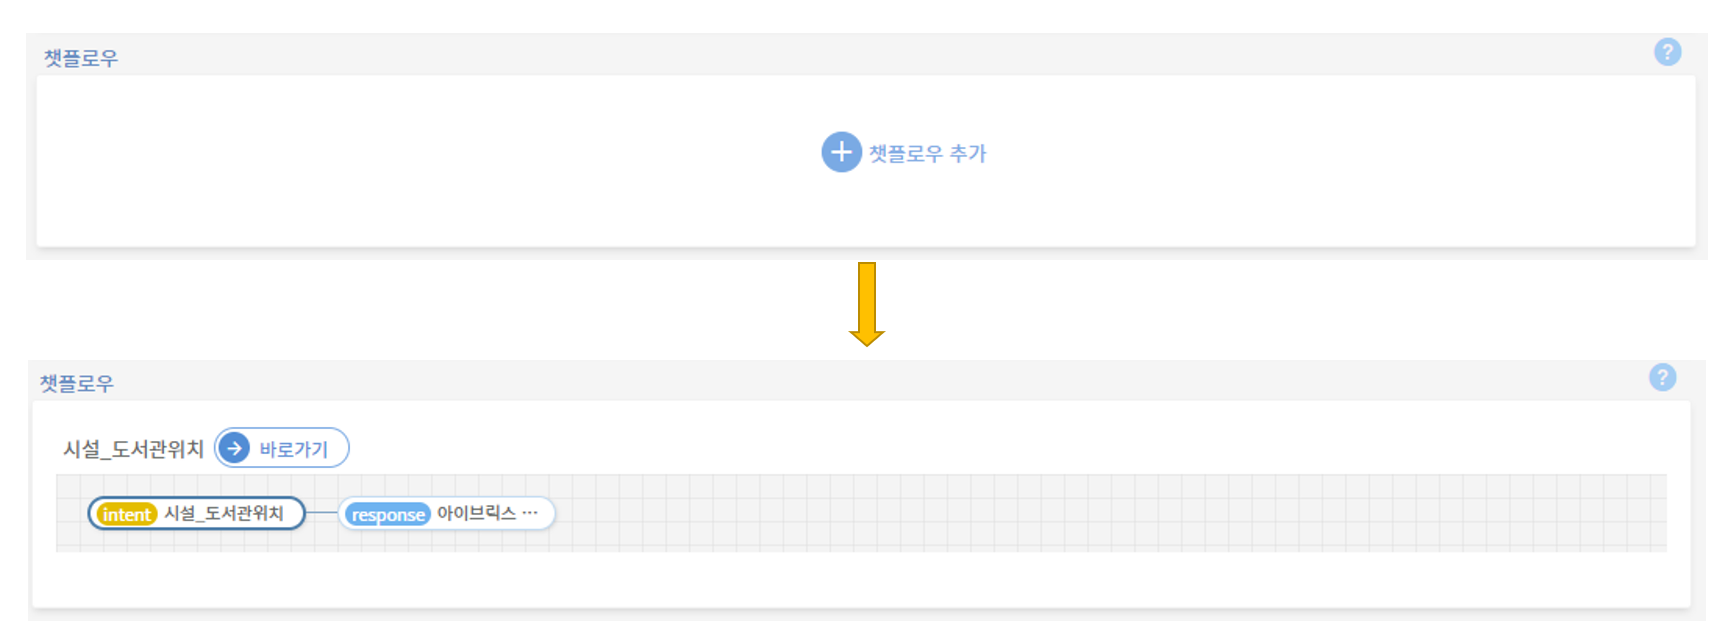 챗플로우
?
챗플로우 추가
챗플로우
?
시설_도서관위치 바로가기
intent 시설_도서관위치 response 아이브릭스 ···